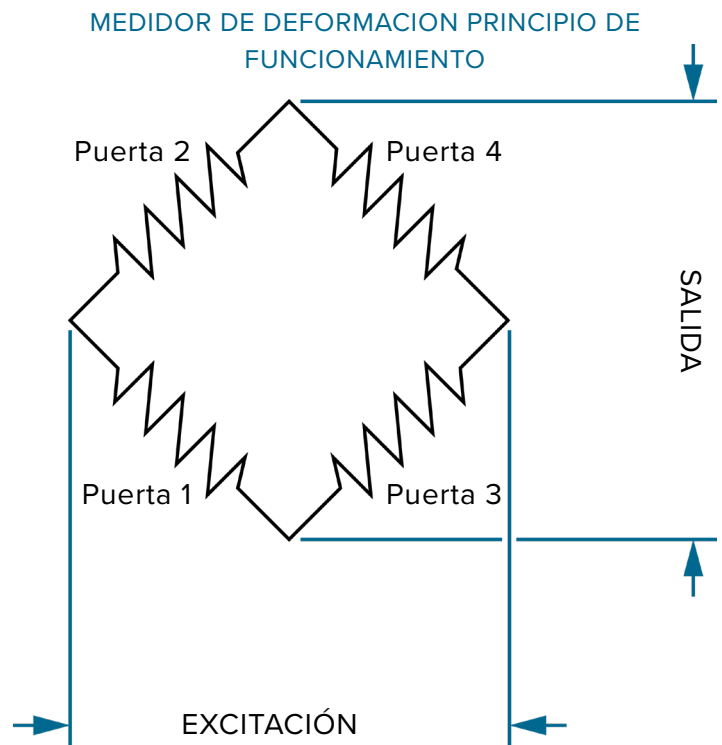 MEDIDOR DE DEFORMACION PRINCIPIO DE
FUNCIONAMIENTO
Puerta 2
Puerta 4
SALIDA
Puerta 1
Puerta 3
EXCITACIÓN